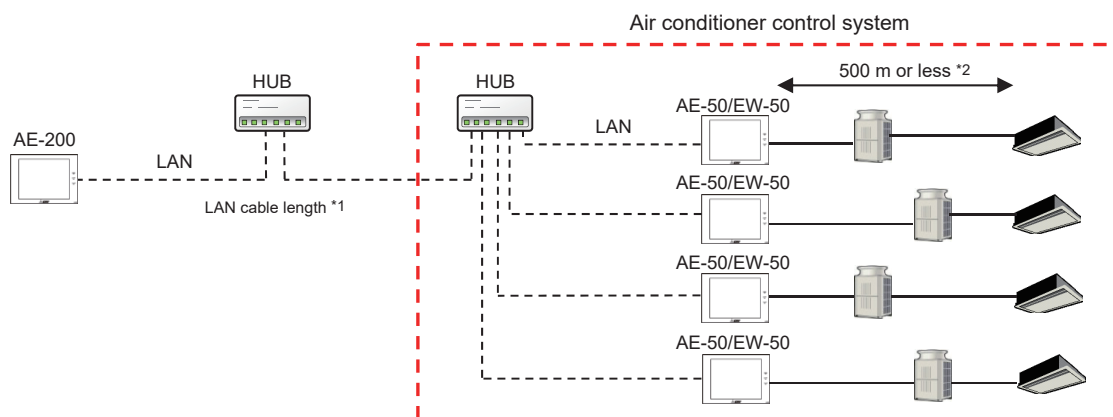 Air conditioner control system
HUB
HUB
500 m or less *2
AE-50/EW-50
AE-200
LAN
LAN
LAN cable length *1
AE-50/EW-50
AE-50/EW-50
AE-50/EW-50